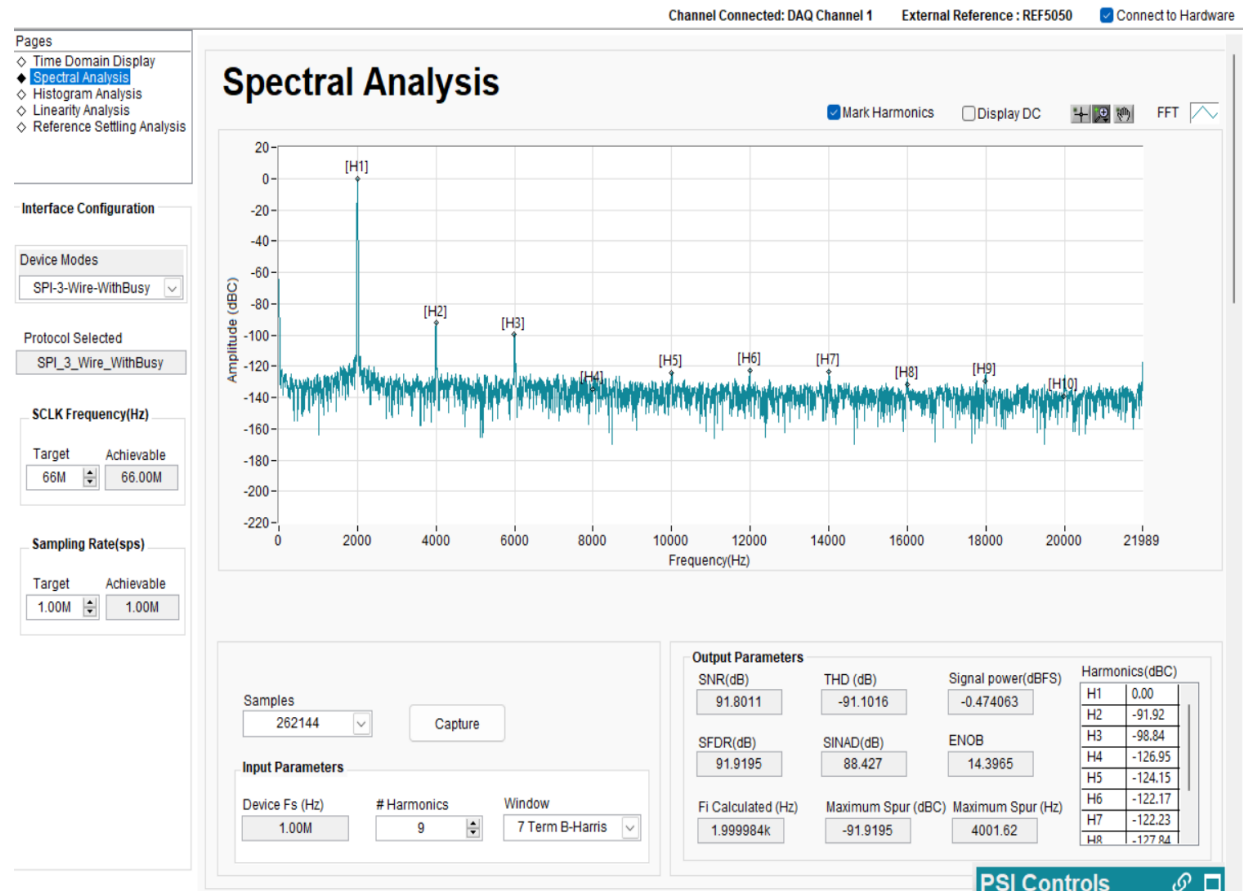 Channel Connected: DAQ Channel 1 External Reference : REF5050 Connect to Hardware
Pages
Time Domain Display
Spectral Analysis
Histogram Analysis
Linearity Analysis
Reference Settling Analysis
Interface Configuration
Device Modes
SPI-3-Wire-WithBusy
Protocol Selected
SPI_3_Wire_WithBusy
SCLK Frequency(Hz)
Target Achievable
66M 66.00M
Sampling Rate(sps)
Target Achievable
1.00M 1.00M
Spectral Analysis
Mark Harmonics Display DC FFT
Amplitude (dBC)
20
0
-20
-40
-60
-80
-100
-120
-140
-160
-180
-200
-220
[H1]
[H2]
[H3]
[H4]
[H5]
[H6]
[H7]
[H8]
[H9]
[H10]
0 2000 4000 6000 8000 10000 12000 14000 16000 18000 20000 21989
Frequency(Hz)
Samples
262144 Capture
Input Parameters
Device Fs (Hz) # Harmonics Window
1.00M 9 7 Term B-Harris
Output Parameters
SNR(dB) THD (dB) Signal power(dBFS)
91.8011 -91.1016 -0.474063
SFDR(dB) SINAD(dB) ENOB
91.9195 88.427 14.3965
Fi Calculated (Hz) Maximum Spur (dBC) Maximum Spur (Hz)
1.999984k -91.9195 4001.62
Harmonics(dBC)
H1 0.00
H2 -91.92
H3 -98.84
H4 -126.95
H5 -124.15
H6 -122.17
H7 -122.23
H8 -127.84
PSI Controls